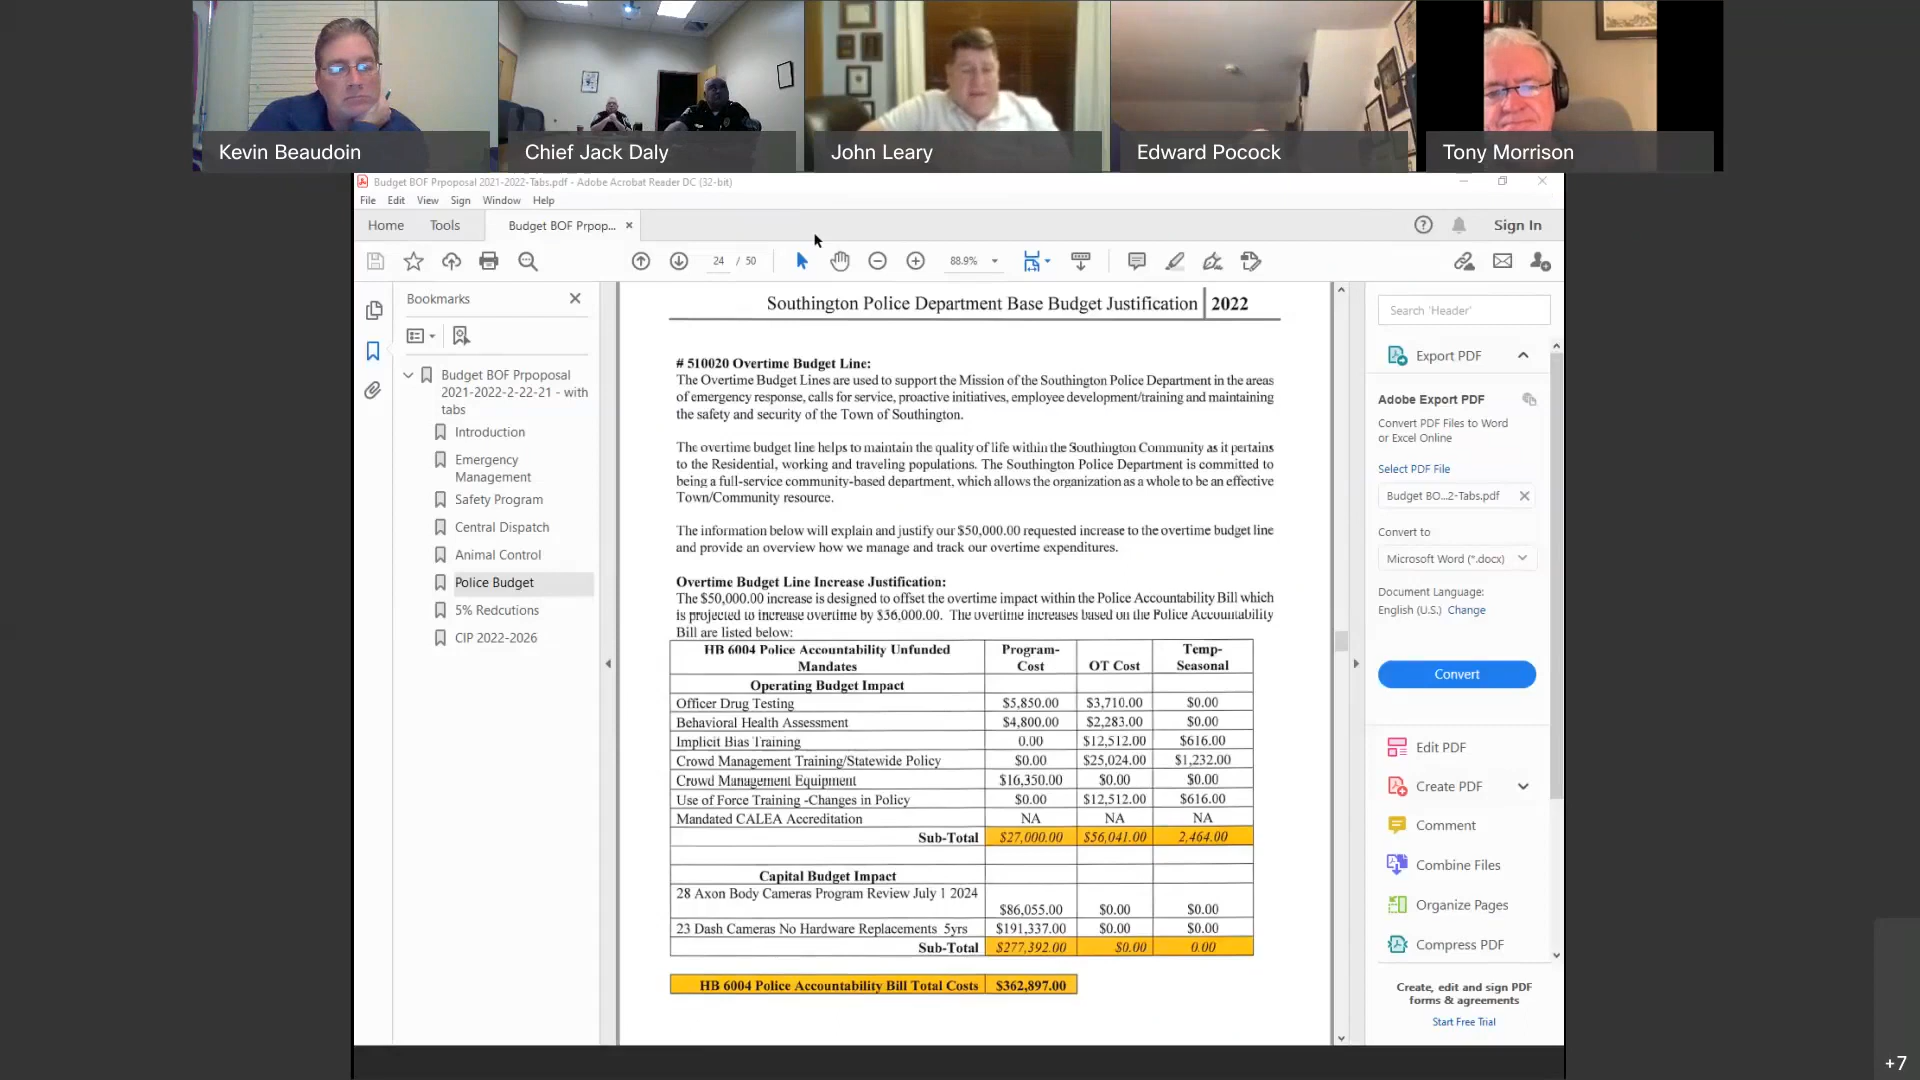 Kevin Beaudoin
Chief Jack Daly
John Leary
Edward Pocock
Tony Morrison
Budget BOF Prpoposal 2021-2022-Tabs.pdf - Adobe Acrobat Reader DC (32-bit)
File Edit View Sign Window Help
Home Tools Budget BOF Prpop... × Sign In
24 / 50 88.9%
Bookmarks
Budget BOF Prpoposal
2021-2022-2-22-21 - with
tabs
Introduction
Emergency
Management
Safety Program
Central Dispatch
Animal Control
Police Budget
5% Redcutions
CIP 2022-2026
Southington Police Department Base Budget Justification 2022
# 510020 Overtime Budget Line:
The Overtime Budget Lines are used to support the Mission of the Southington Police Department in the areas
of emergency response, calls for service, proactive initiatives, employee development/training and maintaining
the safety and security of the Town of Southington.
The overtime budget line helps to maintain the quality of life within the Southington Community as it pertains
to the Residential, working and traveling populations. The Southington Police Department is committed to
being a full-service community-based department, which allows the organization as a whole to be an effective
Town/Community resource.
The information below will explain and justify our $50,000.00 requested increase to the overtime budget line
and provide an overview how we manage and track our overtime expenditures.
Overtime Budget Line Increase Justification:
The $50,000.00 increase is designed to offset the overtime impact within the Police Accountability Bill which
is projected to increase overtime by $56,000.00. The overtime increases based on the Police Accountability
Bill are listed below:
HB 6004 Police Accountability Unfunded Program- Temp-
Mandates Cost OT Cost Seasonal
Operating Budget Impact
Officer Drug Testing $5,850.00 $3,710.00 $0.00
Behavioral Health Assessment $4,800.00 $2,283.00 $0.00
Implicit Bias Training 0.00 $12,512.00 $616.00
Crowd Management Training/Statewide Policy $0.00 $25,024.00 $1,232.00
Crowd Management Equipment $16,350.00 $0.00 $0.00
Use of Force Training -Changes in Policy $0.00 $12,512.00 $616.00
Mandated CALEA Accreditation NA NA NA
Sub-Total $27,000.00 $56,041.00 2,464.00
Capital Budget Impact
28 Axon Body Cameras Program Review July 1 2024
$86,055.00 $0.00 $0.00
23 Dash Cameras No Hardware Replacements 5yrs $191,337.00 $0.00 $0.00
Sub-Total $277,392.00 $0.00 0.00
HB 6004 Police Accountability Bill Total Costs $362,897.00
Search 'Header'
Export PDF
Adobe Export PDF
Convert PDF Files to Word
or Excel Online
Select PDF File
Budget BO...2-Tabs.pdf
Convert to
Microsoft Word (*.docx)
Document Language:
English (U.S.) Change
Convert
Edit PDF
Create PDF
Comment
Combine Files
Organize Pages
Compress PDF
Create, edit and sign PDF
forms & agreements
Start Free Trial
+7